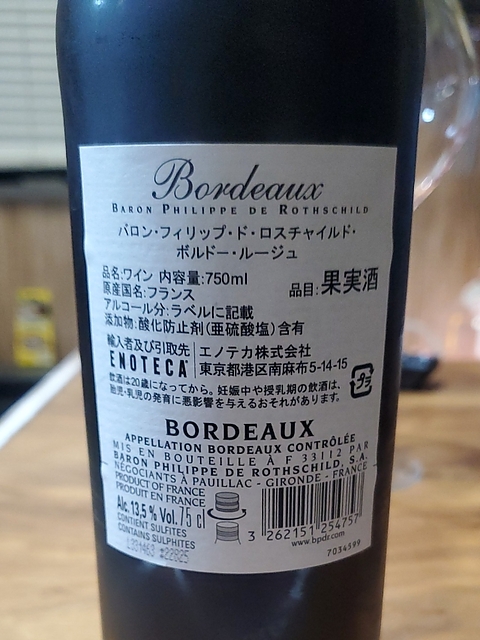 Bordeaux
BARON PHILIPPE DE ROTHSCHILD
バロン・フィリップ・ド・ロスチャイルド・
ボルドー・ルージュ
品名:ワイン 内容量:750ml
原産国名:フランス 品目:果実酒
アルコール分:ラベルに記載
添加物:酸化防止剤(亜硫酸塩)含有
輸入者及び引取先 エノテカ株式会社
ENOTECA 東京都港区南麻布5-14-15
飲酒は20歳になってから。妊娠中や授乳期の飲酒は、
胎児・乳児の発育に悪影響を与えるおそれがあります。
プラ
BORDEAUX
APPELLATION BORDEAUX CONTRÔLÉE
MIS EN BOUTEILLE À F 33112 PAR
BARON PHILIPPE DE ROTHSCHILD, S.A.
NÉGOCIANTS À PAUILLAC - GIRONDE - FRANCE
PRODUCT OF FRANCE
PRODUIT EN FRANCE
Alc. 13,5 % Vol. 75 cl
CONTIENT SULFITES
CONTAINS SULPHITES
3 262151 254757
www.bpdr.com
7034599